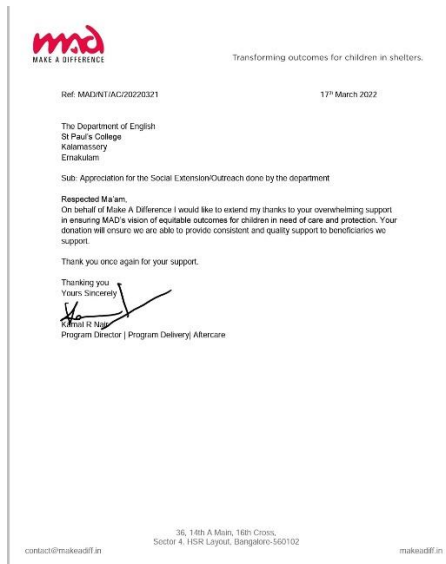 mad
MAKE A DIFFERENCE
Transforming outcomes for children in shelters.
Ref: MAD/NT/AC/20220321
17th March 2022
The Department of English
St Paul's College
Kalamassery
Ernakulam
Sub: Appreciation for the Social Extension/Outreach done by the department
Respected Ma'am,
On behalf of Make A Difference I would like to extend my thanks to your overwhelming support
in ensuring MAD's vision of equitable outcomes for children in need of care and protection. Your
donation will ensure we are able to provide consistent and quality support to beneficiaries we
support.
Thank you once again for your support.
Thanking you
Yours Sincerely
Kamal R Nair
Program Director | Program Delivery| Aftercare
36, 14th A Main, 16th Cross,
Sector 4, HSR Layout, Bangalore-560102
contact@makeadiff.in
makeadiff.in